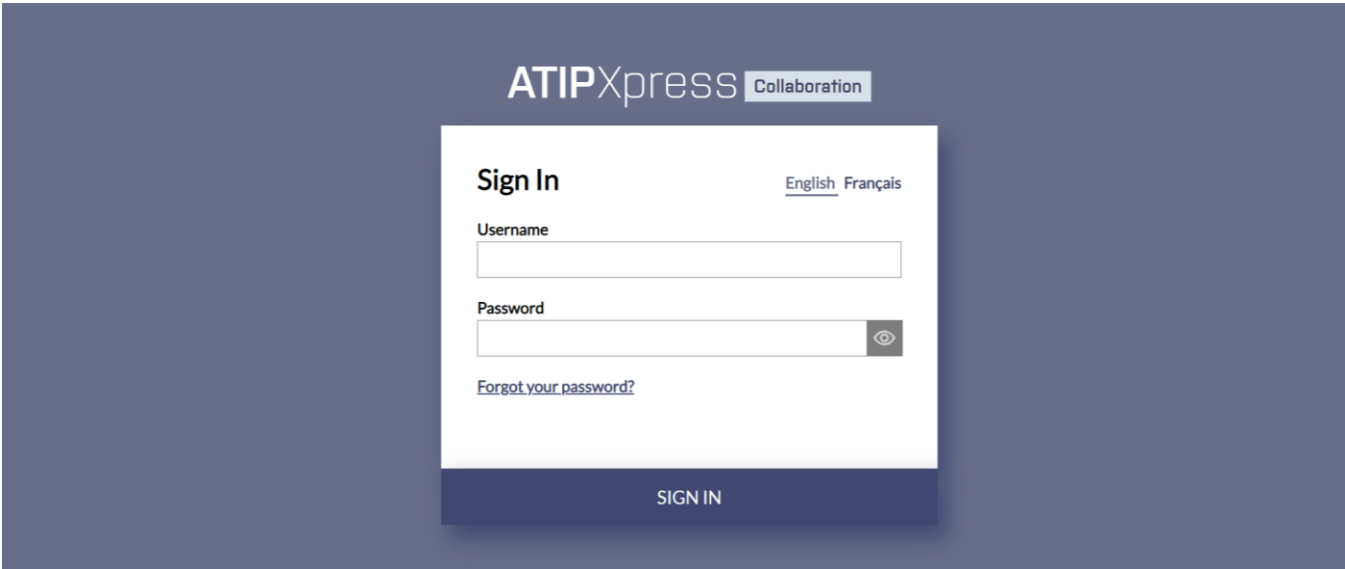 ATIPXpress Collaboration
Sign In
English Français
Username
Password
Forgot your password?
SIGN IN